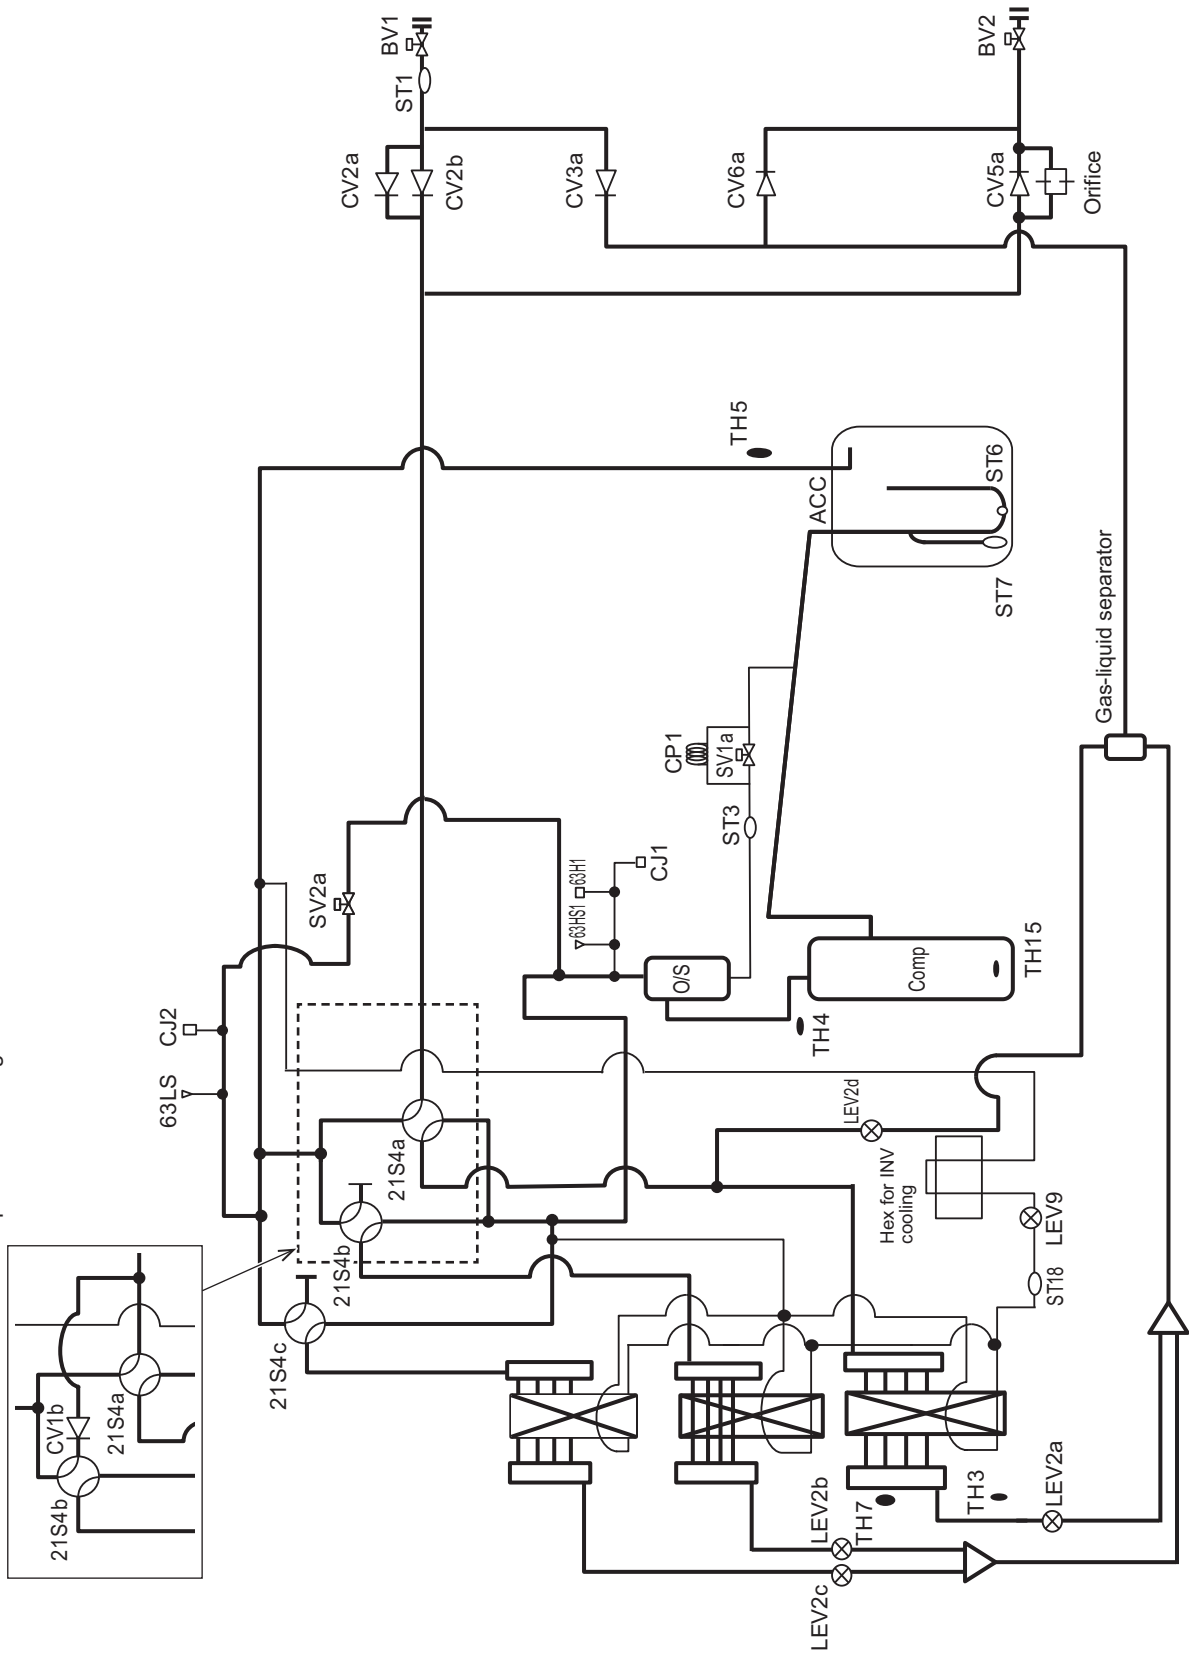 BV1
ST1
BV2
CV2a
CV2b
CV3a
CV6a
CV5a
Orifice
TH5
ACC
ST6
ST7
Gas-liquid separator
CP1
SV1a
ST3
SV2a
63HS1
63H1
CJ1
O/S
Comp
TH15
TH4
CJ2
63LS
21S4a
21S4b
21S4c
LEV2d
Hex for INV
cooling
LEV9
ST18
CV1b
21S4a
21S4b
LEV2b
LEV2c
TH7
TH3
LEV2a